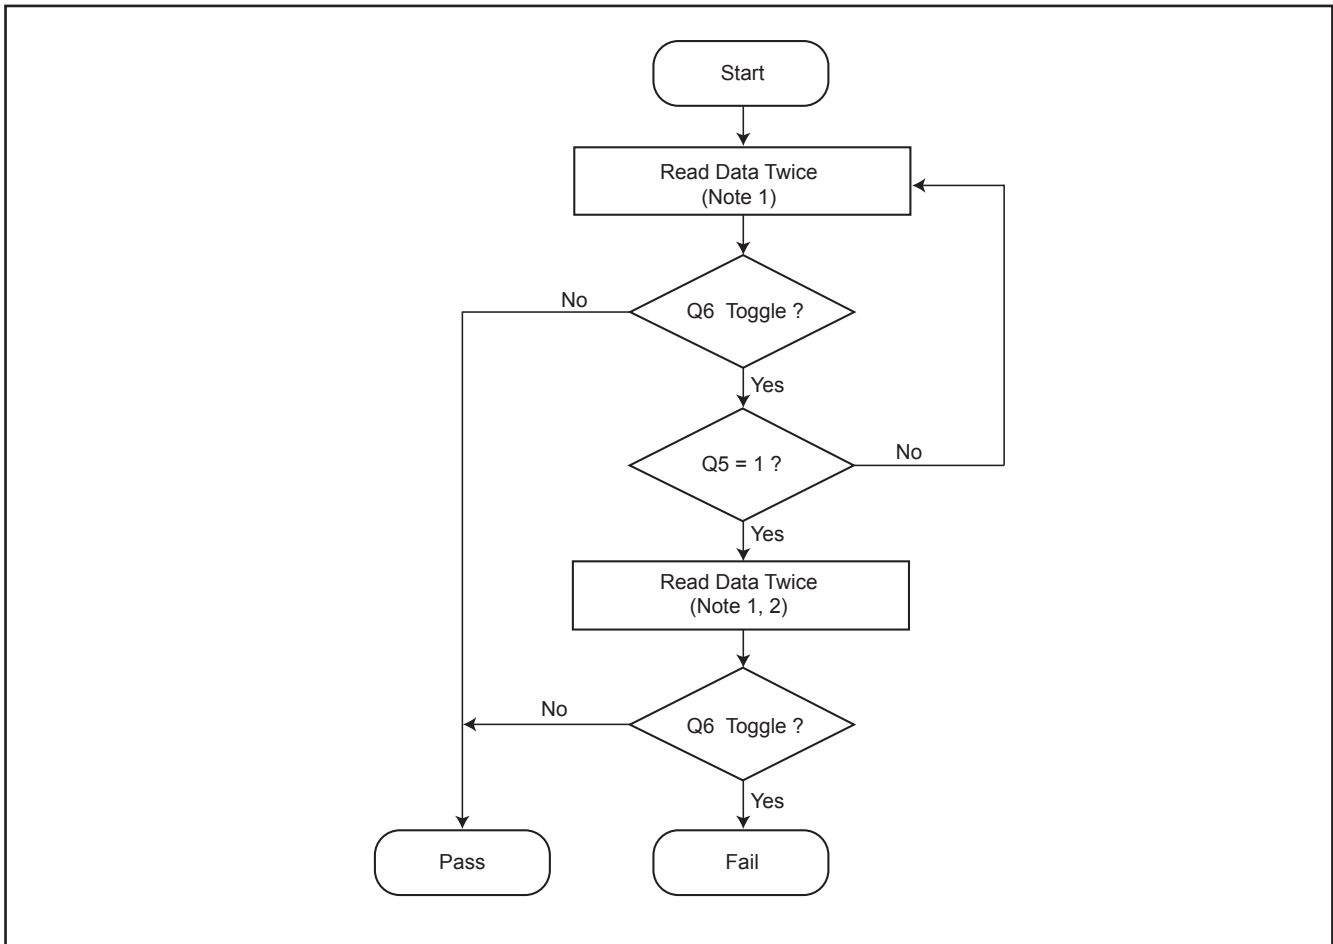 Start
Read Data Twice
(Note 1)
No
Q6 Toggle ?
Yes
Q5 = 1 ?
No
Yes
Read Data Twice
(Note 1, 2)
No
Q6 Toggle ?
Yes
Pass
Fail